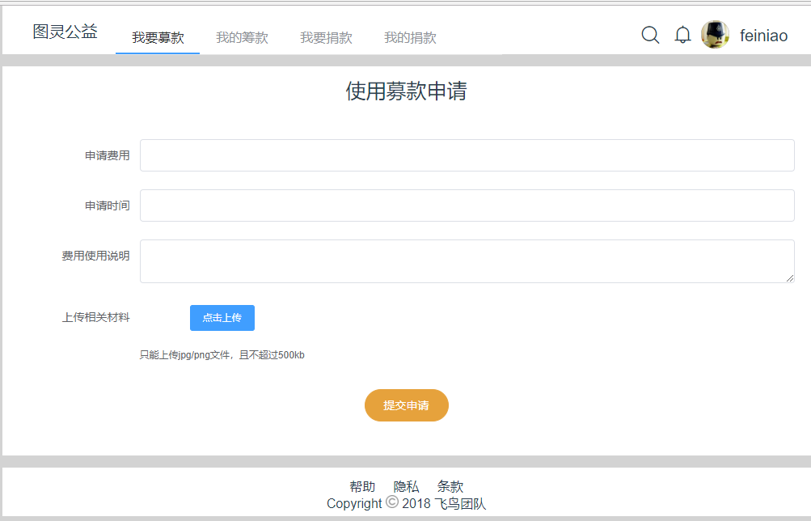 图灵公益 我要募款 我的筹款 我要捐款 我的捐款 feiniao
使用募款申请
申请费用
申请时间
费用使用说明
上传相关材料 点击上传
只能上传jpg/png文件，且不超过500kb
提交申请
帮助 隐私 条款
Copyright © 2018 飞鸟团队